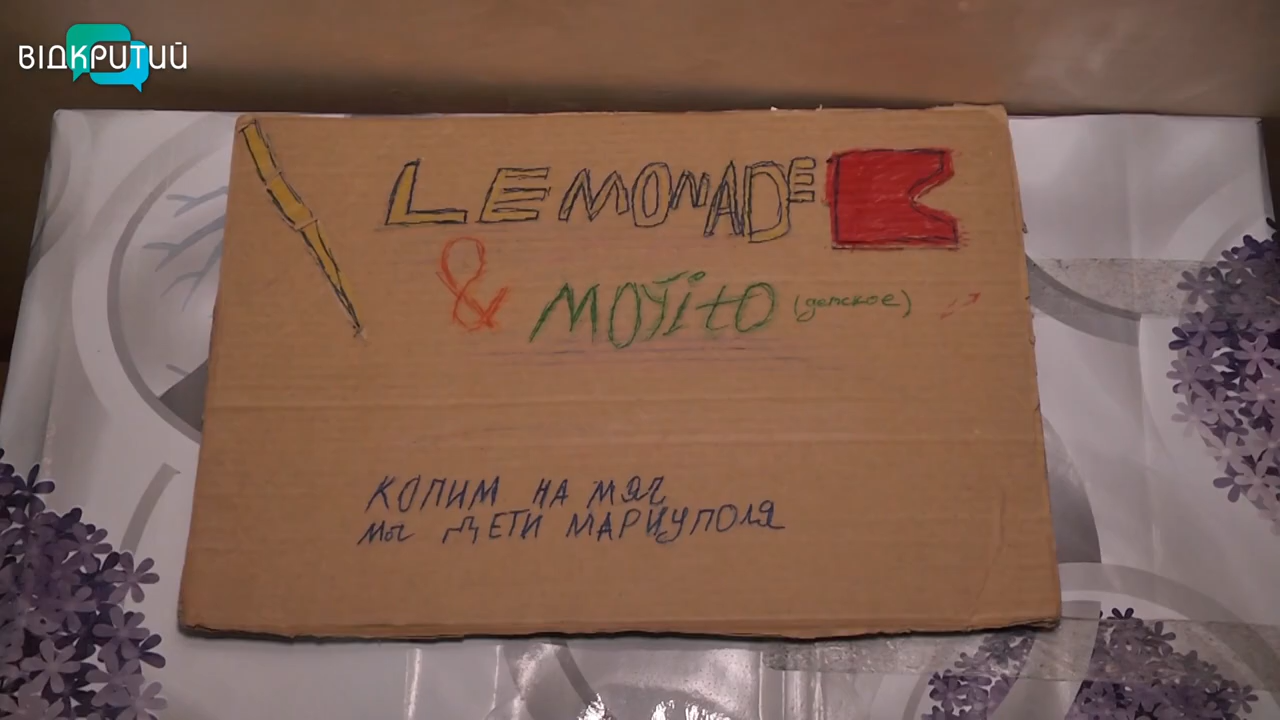 ВІДКРИТИЙ
LEMONADE
& MOJITO (детское)
КОПИМ НА МЯЧ
МЫ ДЕТИ МАРИУПОЛЯ